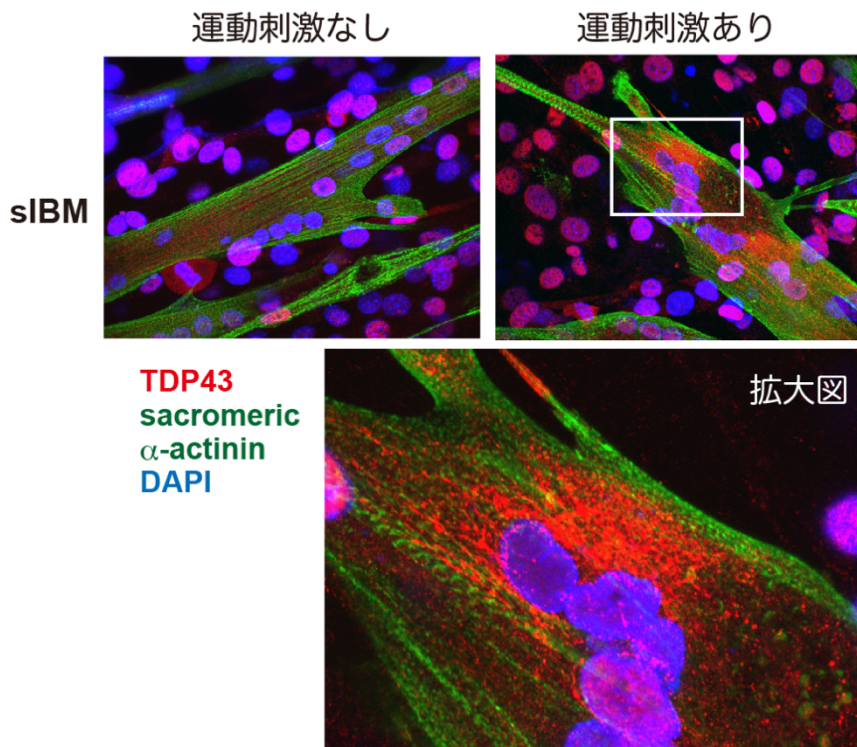 運動刺激なし
運動刺激あり
sIBM
TDP43
sacromeric
α-actinin
DAPI
拡大図